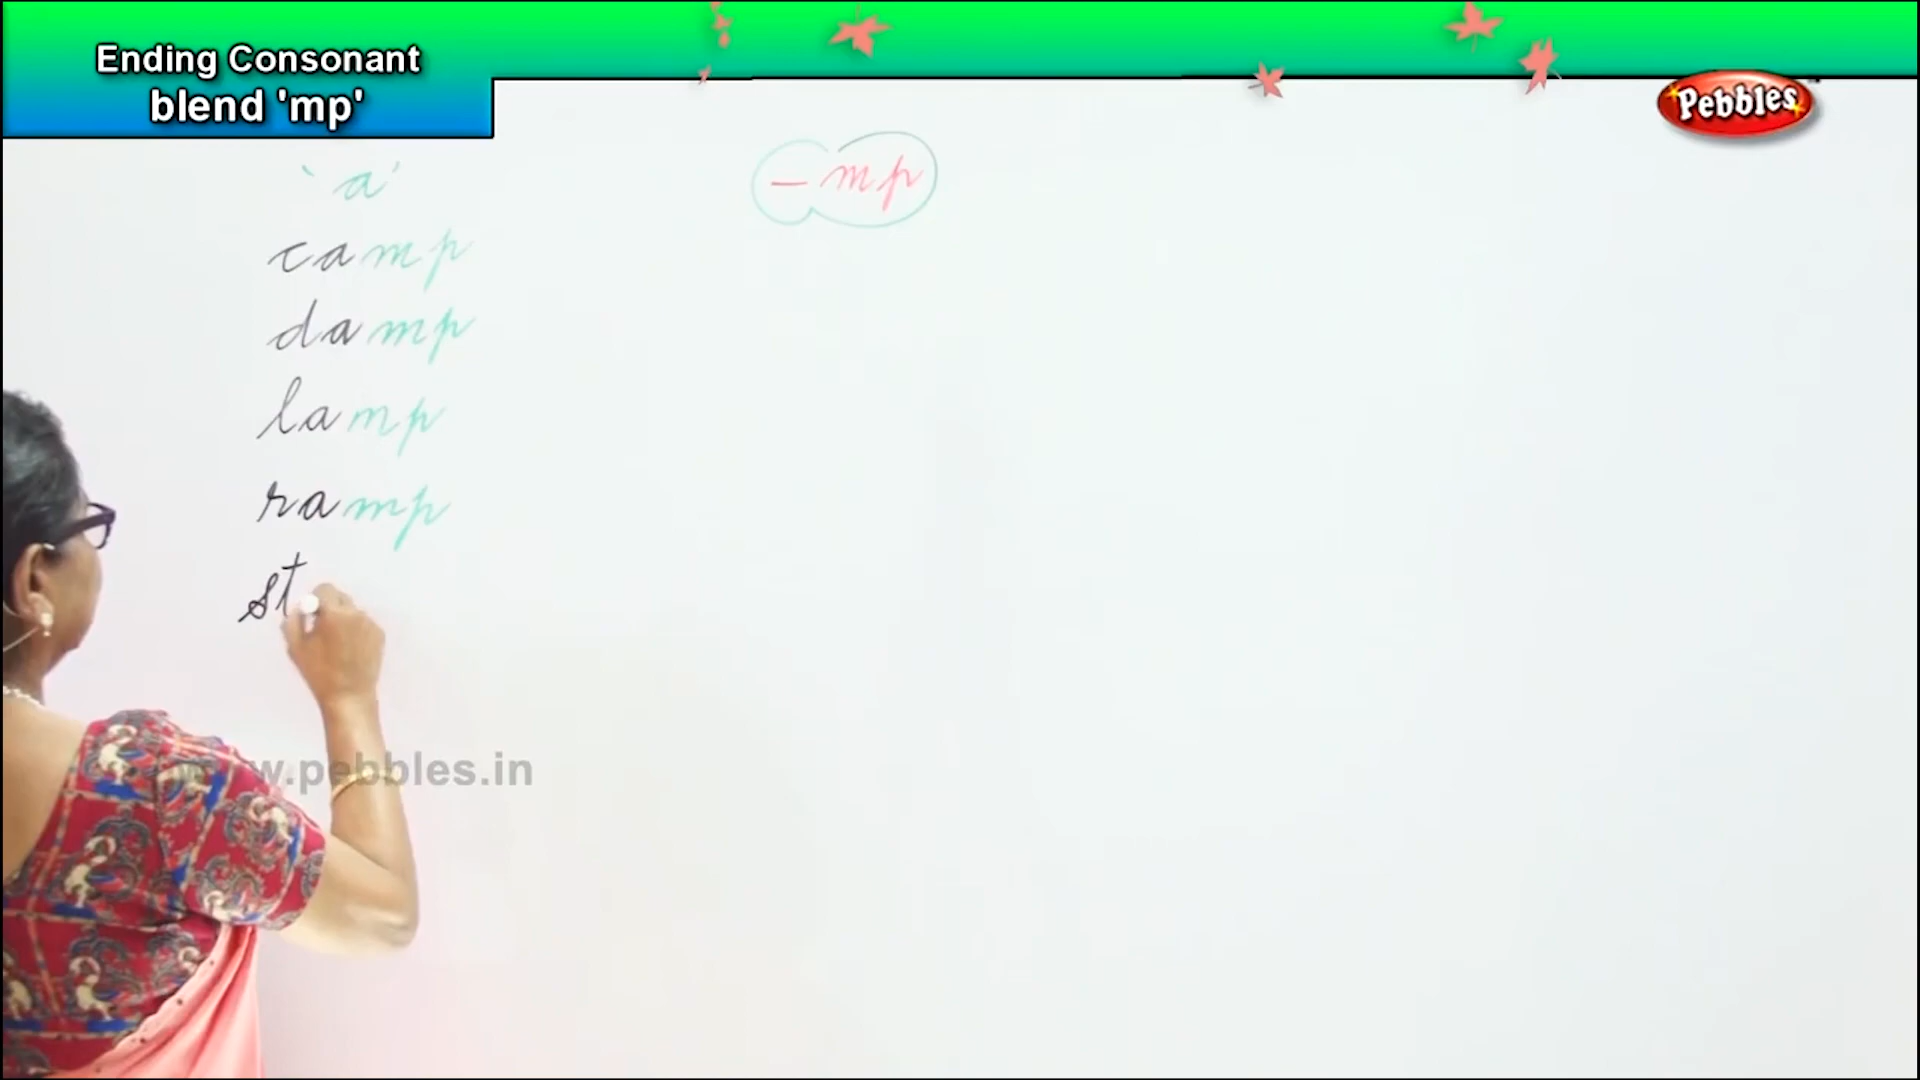 Ending Consonant
blend 'mp'
Pebbles
'a'
- mp
camp
damp
lamp
ramp
st
www.pebbles.in